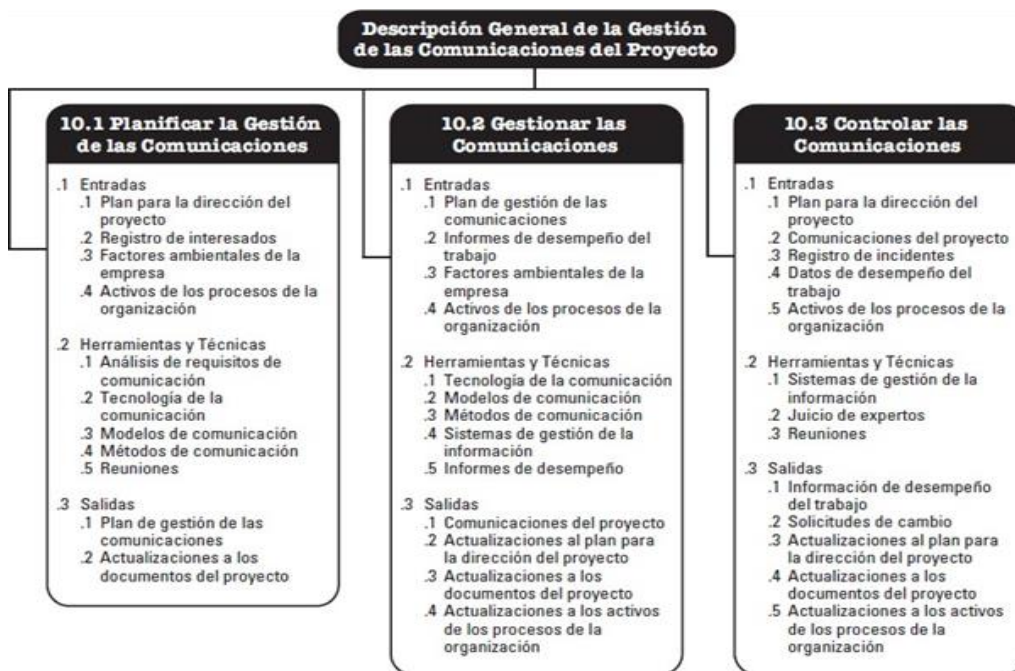 Descripción General de la Gestión
de las Comunicaciones del Proyecto
10.1 Planificar la Gestión
de las Comunicaciones
.1 Entradas
.1 Plan para la dirección del
proyecto
.2 Registro de interesados
.3 Factores ambientales de la
empresa
.4 Activos de los procesos de la
organización
.2 Herramientas y Técnicas
.1 Análisis de requisitos de
comunicación
.2 Tecnología de la
comunicación
.3 Modelos de comunicación
.4 Métodos de comunicación
.5 Reuniones
.3 Salidas
.1 Plan de gestión de las
comunicaciones
.2 Actualizaciones a los
documentos del proyecto
10.2 Gestionar las
Comunicaciones
.1 Entradas
.1 Plan de gestión de las
comunicaciones
.2 Informes de desempeño del
trabajo
.3 Factores ambientales de la
empresa
.4 Activos de los procesos de la
organización
.2 Herramientas y Técnicas
.1 Tecnología de la comunicación
.2 Modelos de comunicación
.3 Métodos de comunicación
.4 Sistemas de gestión de la
información
.5 Informes de desempeño
.3 Salidas
.1 Comunicaciones del proyecto
.2 Actualizaciones al plan para
la dirección del proyecto
.3 Actualizaciones a los
documentos del proyecto
.4 Actualizaciones a los activos
de los procesos de la
organización
10.3 Controlar las
Comunicaciones
.1 Entradas
.1 Plan para la dirección del
proyecto
.2 Comunicaciones del proyecto
.3 Registro de incidentes
.4 Datos de desempeño del
trabajo
.5 Activos de los procesos de la
organización
.2 Herramientas y Técnicas
.1 Sistemas de gestión de la
información
.2 Juicio de expertos
.3 Reuniones
.3 Salidas
.1 Información de desempeño
del trabajo
.2 Solicitudes de cambio
.3 Actualizaciones al plan para
la dirección del proyecto
.4 Actualizaciones a los
documentos del proyecto
.5 Actualizaciones a los activos
de los procesos de la
organización